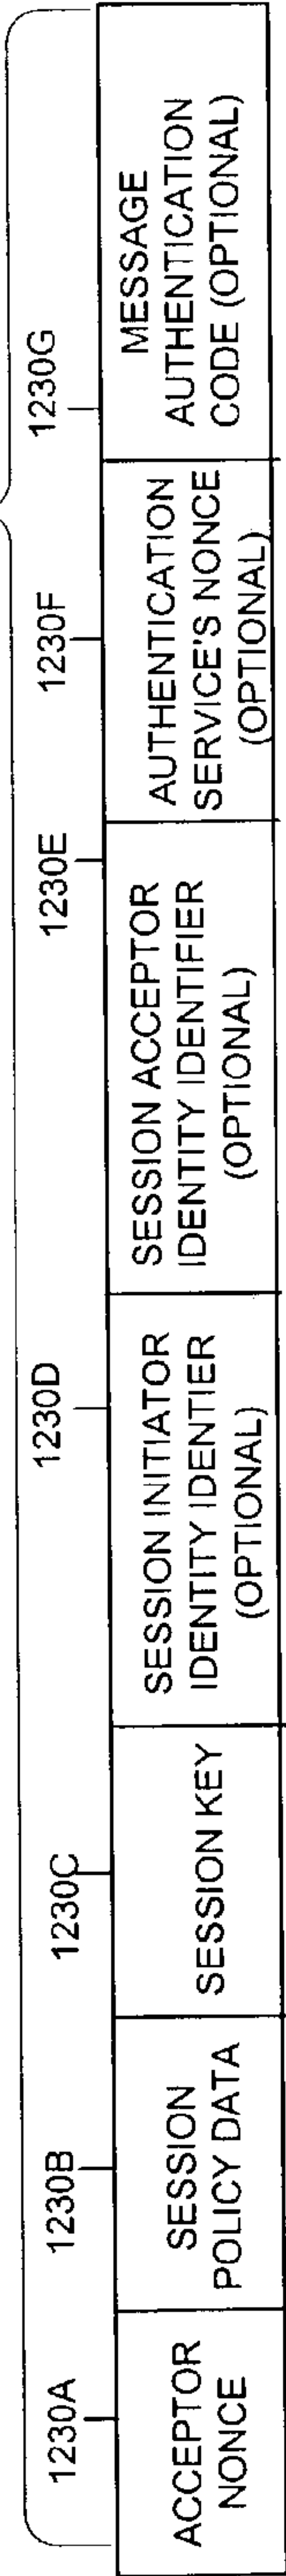 1230A
1230B
1230C
1230D
1230E
1230F
1230G
ACCEPTOR
NONCE
SESSION
POLICY DATA
SESSION KEY
SESSION INITIATOR
IDENTITY IDENTIER
(OPTIONAL)
SESSION ACCEPTOR
IDENTITY IDENTIFIER
(OPTIONAL)
AUTHENTICATION
SERVICE'S NONCE
(OPTIONAL)
MESSAGE
AUTHENTICATION
CODE (OPTIONAL)